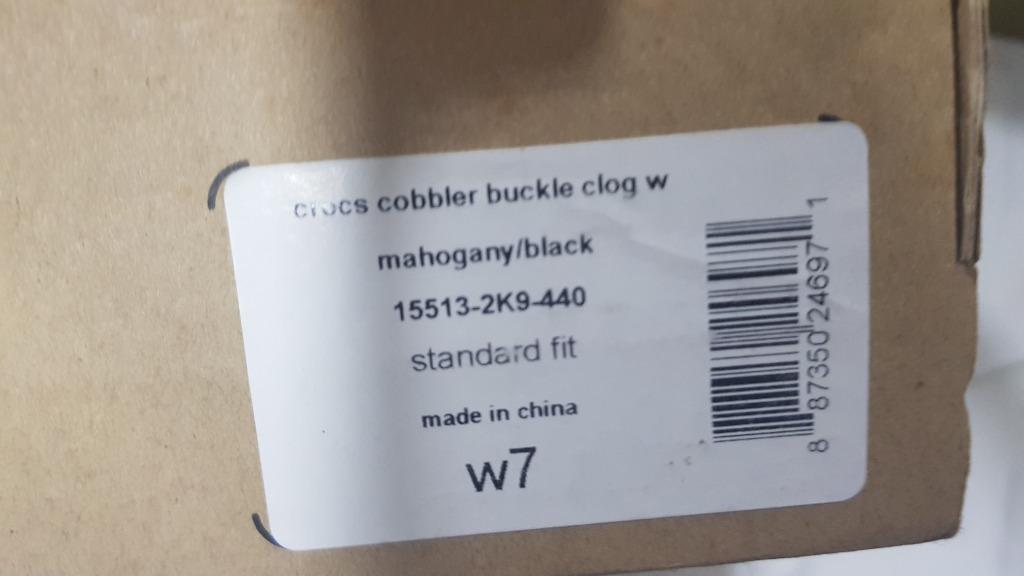 crocs cobbler buckle clog w
mahogany/black
15513-2K9-440
standard fit
made in china
w7
8 87350 24697 1